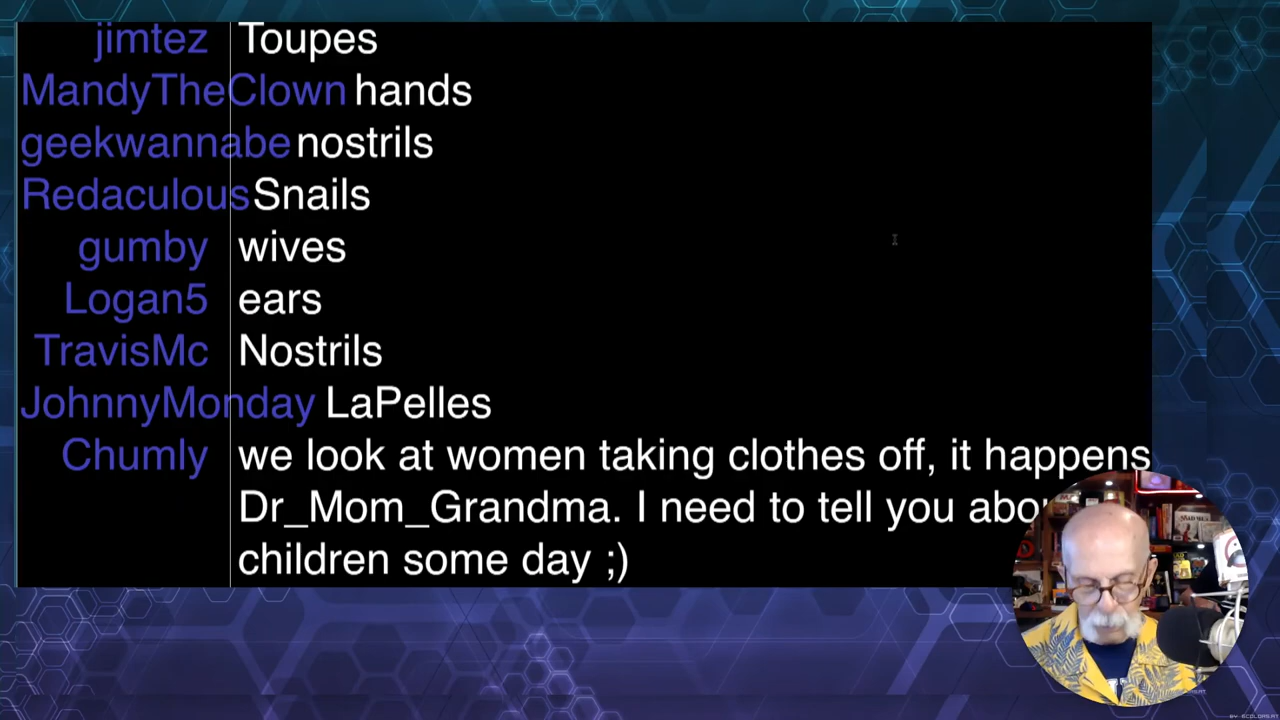 jimtez Toupes
MandyTheClown hands
geekwannabe nostrils
Redaculous Snails
gumby wives
Logan5 ears
TravisMc Nostrils
JohnnyMonday LaPelles
Chumly we look at women taking clothes off, it happens
Dr_Mom_Grandma. I need to tell you
children some day ;)